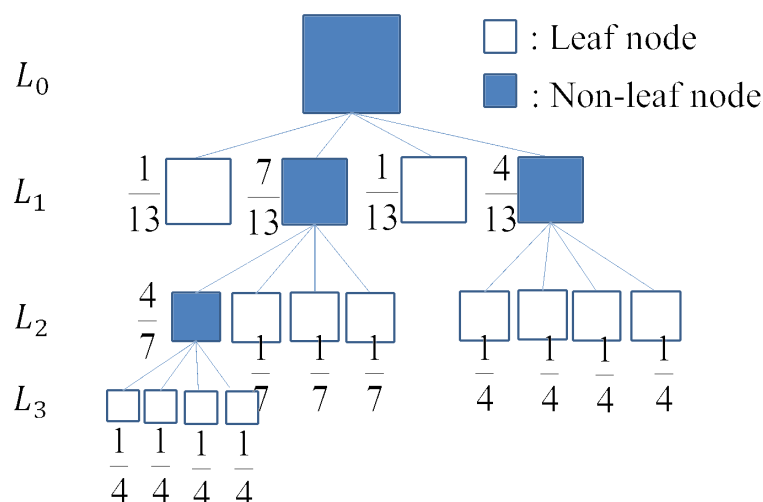 : Leaf node
L0
: Non-leaf node
L1 1/13 7/13 1/13 4/13
L2 4/7
1/7 1/7 1/7 1/4 1/4 1/4 1/4
L3
1/4 1/4 1/4 1/4